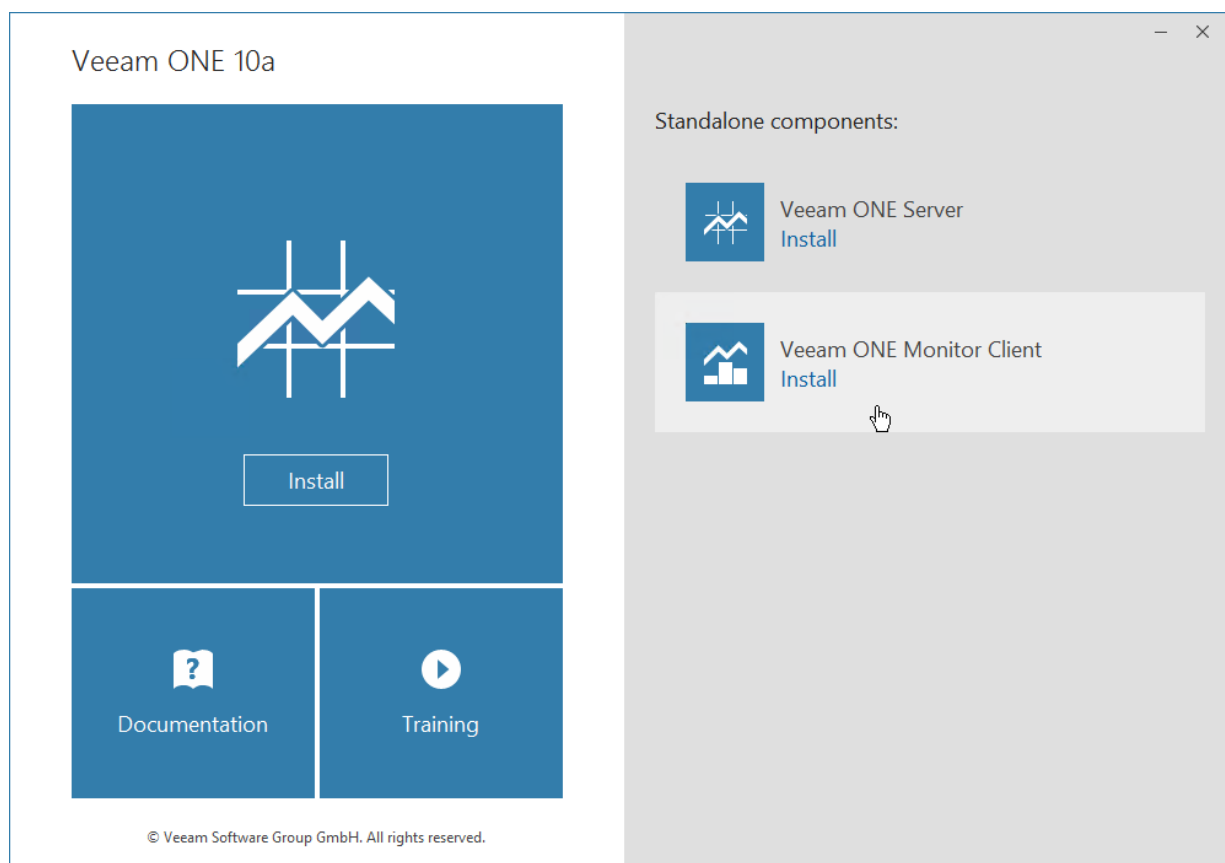 Veeam ONE 10a
Install
Documentation
Training
© Veeam Software Group GmbH. All rights reserved.
Standalone components:
Veeam ONE Server
Install
Veeam ONE Monitor Client
Install